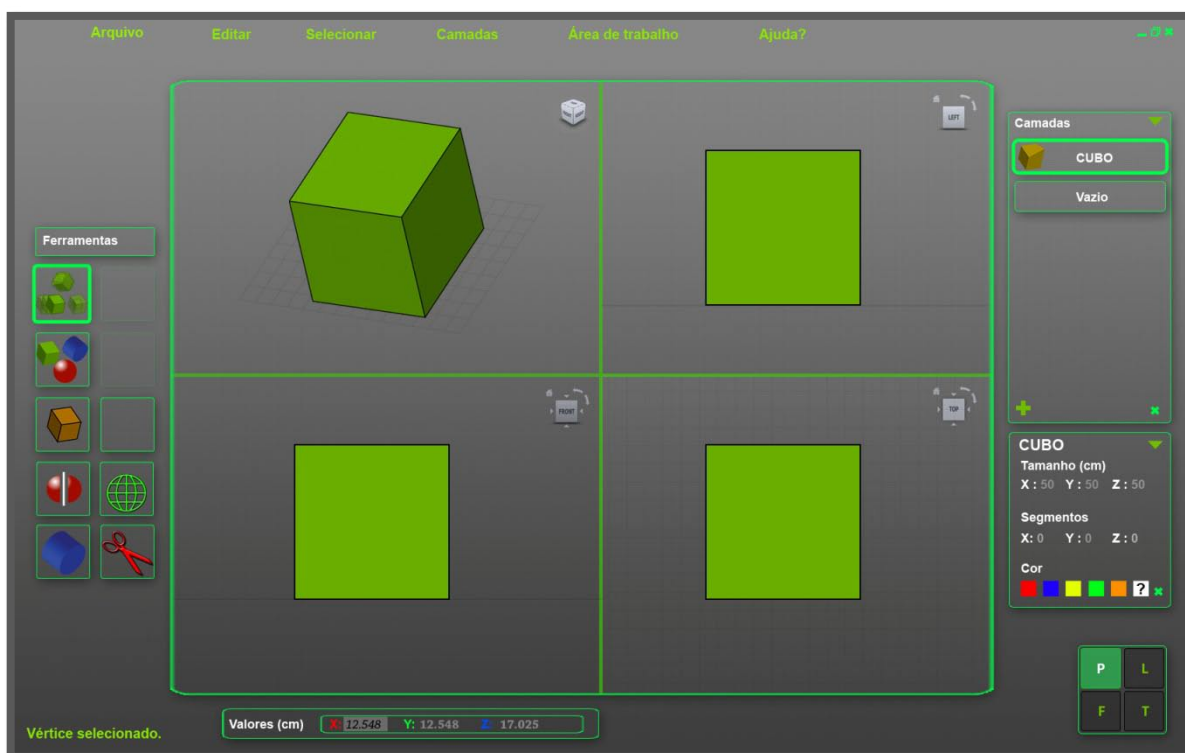 Arquivo Editar Selecionar Camadas Área de trabalho Ajuda?
LEFT
Camadas
CUBO
Vazio
Ferramentas
FRONT
TOP
CUBO
Tamanho (cm)
X : 50 Y : 50 Z : 50
Segmentos
X: 0 Y : 0 Z : 0
Cor
?
P L
F T
Valores (cm) X: 12.548 Y: 12.548 Z: 17.025
Vértice selecionado.